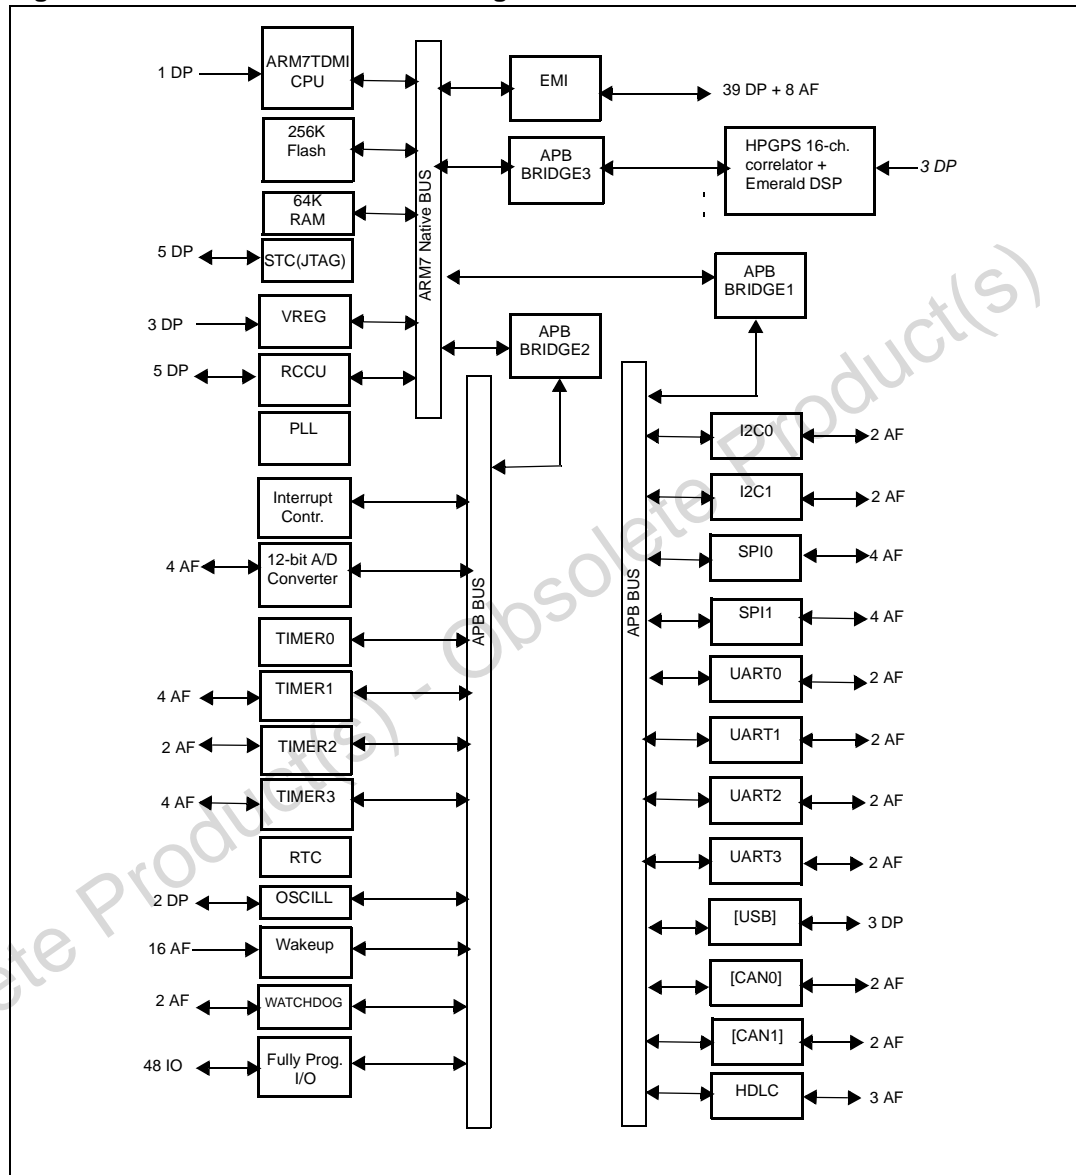 1 DP
ARM7TDMI
CPU
256K
Flash
64K
RAM
5 DP
STC(JTAG)
3 DP
VREG
5 DP
RCCU
PLL
Interrupt
Contr.
4 AF
12-bit A/D
Converter
TIMER0
4 AF
TIMER1
2 AF
TIMER2
4 AF
TIMER3
RTC
2 DP
OSCILL
16 AF
Wakeup
2 AF
WATCHDOG
48 IO
Fully Prog.
I/O
ARM7 Native BUS
APB BUS
EMI
39 DP + 8 AF
APB
BRIDGE3
HPGPS 16-ch.
correlator +
Emerald DSP
3 DP
APB
BRIDGE1
APB
BRIDGE2
APB BUS
I2C0
2 AF
I2C1
2 AF
SPI0
4 AF
SPI1
4 AF
UART0
2 AF
UART1
2 AF
UART2
2 AF
UART3
2 AF
[USB]
3 DP
[CAN0]
2 AF
[CAN1]
2 AF
HDLC
3 AF
ete Product(s) - Obsolete Product(s)